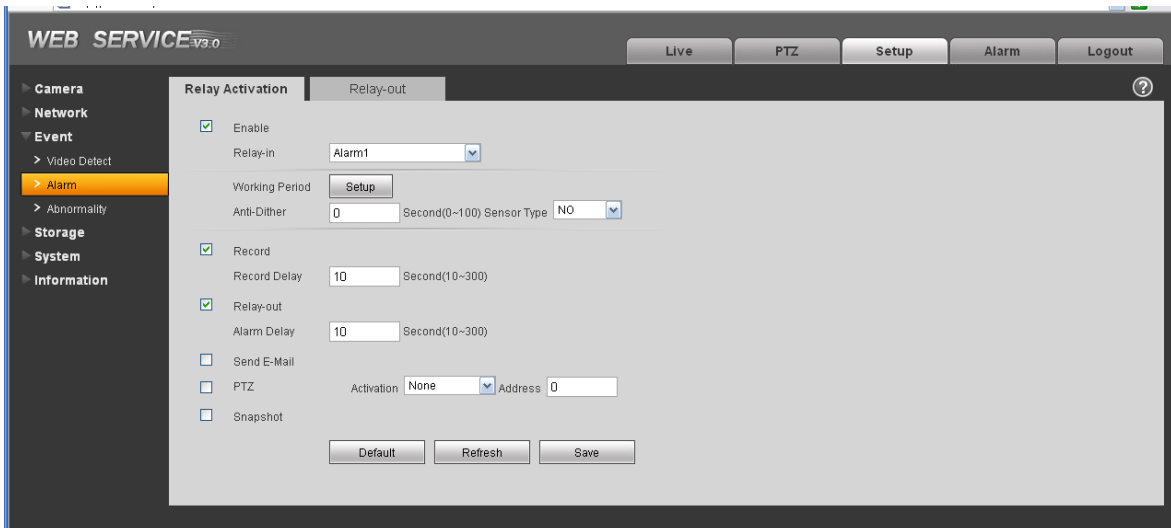 WEB SERVICE V3.0
Live PTZ Setup Alarm Logout
Camera
Network
Event
> Video Detect
> Alarm
> Abnormality
Storage
System
Information
Relay Activation Relay-out ?
Enable
Relay-in Alarm1
Working Period Setup
Anti-Dither 0 Second(0~100) Sensor Type NO
Record
Record Delay 10 Second(10~300)
Relay-out
Alarm Delay 10 Second(10~300)
Send E-Mail
PTZ Activation None Address 0
Snapshot
Default Refresh Save